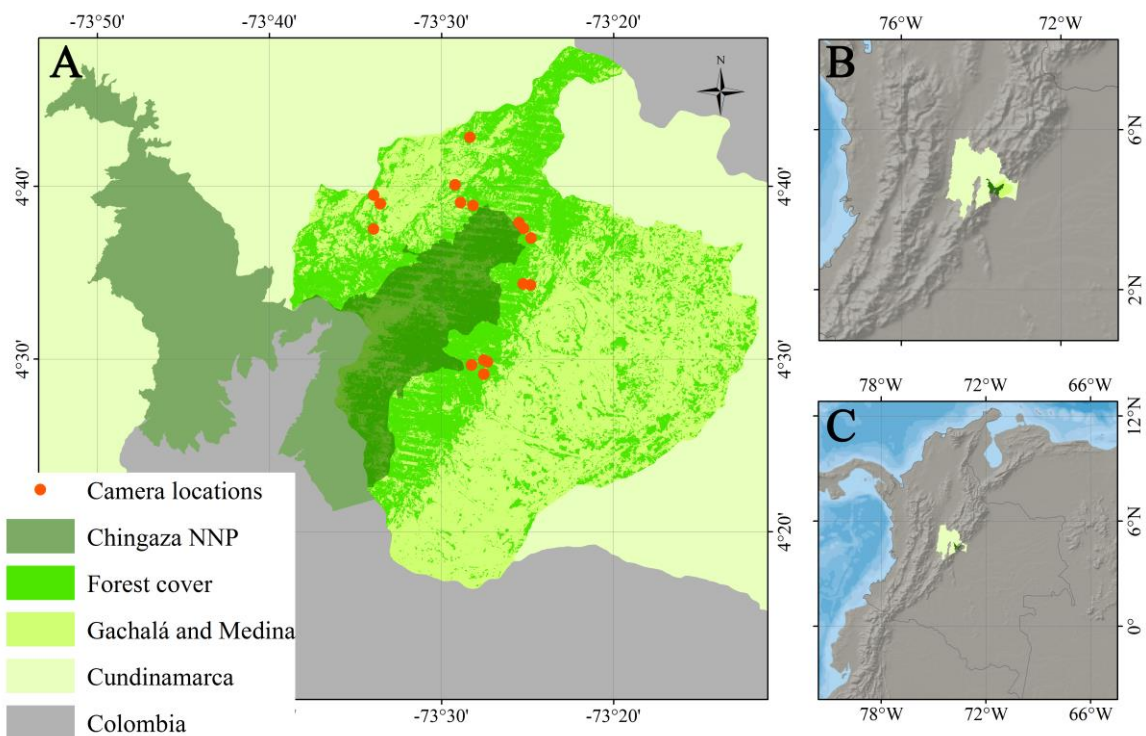 -73°50' -73°40' -73°30' -73°20'
A
N
4°40' 4°40'
4°30' 4°30'
4°20'
-73°30' -73°20'
Camera locations
Chingaza NNP
Forest cover
Gachalá and Medina
Cundinamarca
Colombia
76°W 72°W
B
6°N
2°N
76°W 72°W
78°W 72°W 66°W
C
12°N
6°N
0°
78°W 72°W 66°W